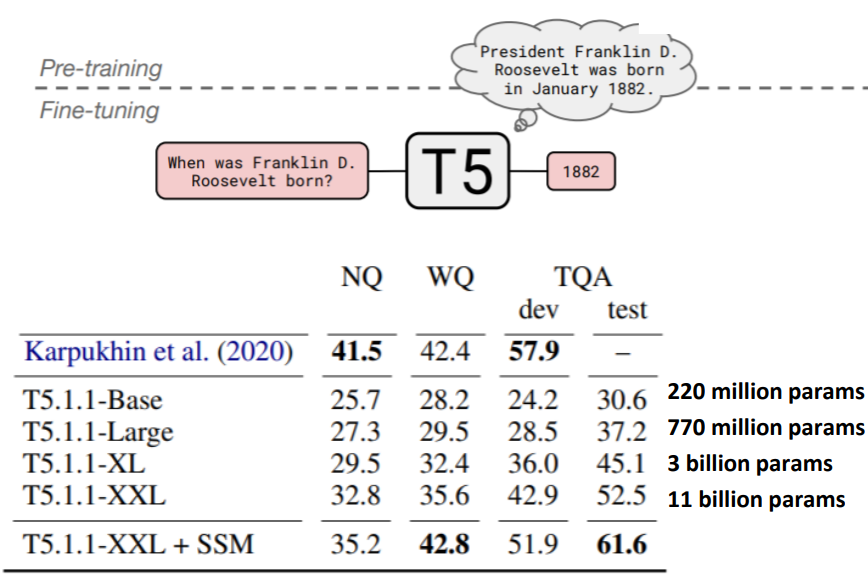 Pre-training
Fine-tuning
President Franklin D.
Roosevelt was born
in January 1882.
When was Franklin D.
Roosevelt born?
T5
1882
NQ WQ TQA
dev test
Karpukhin et al. (2020) 41.5 42.4 57.9 –
T5.1.1-Base 25.7 28.2 24.2 30.6 220 million params
T5.1.1-Large 27.3 29.5 28.5 37.2 770 million params
T5.1.1-XL 29.5 32.4 36.0 45.1 3 billion params
T5.1.1-XXL 32.8 35.6 42.9 52.5 11 billion params
T5.1.1-XXL + SSM 35.2 42.8 51.9 61.6